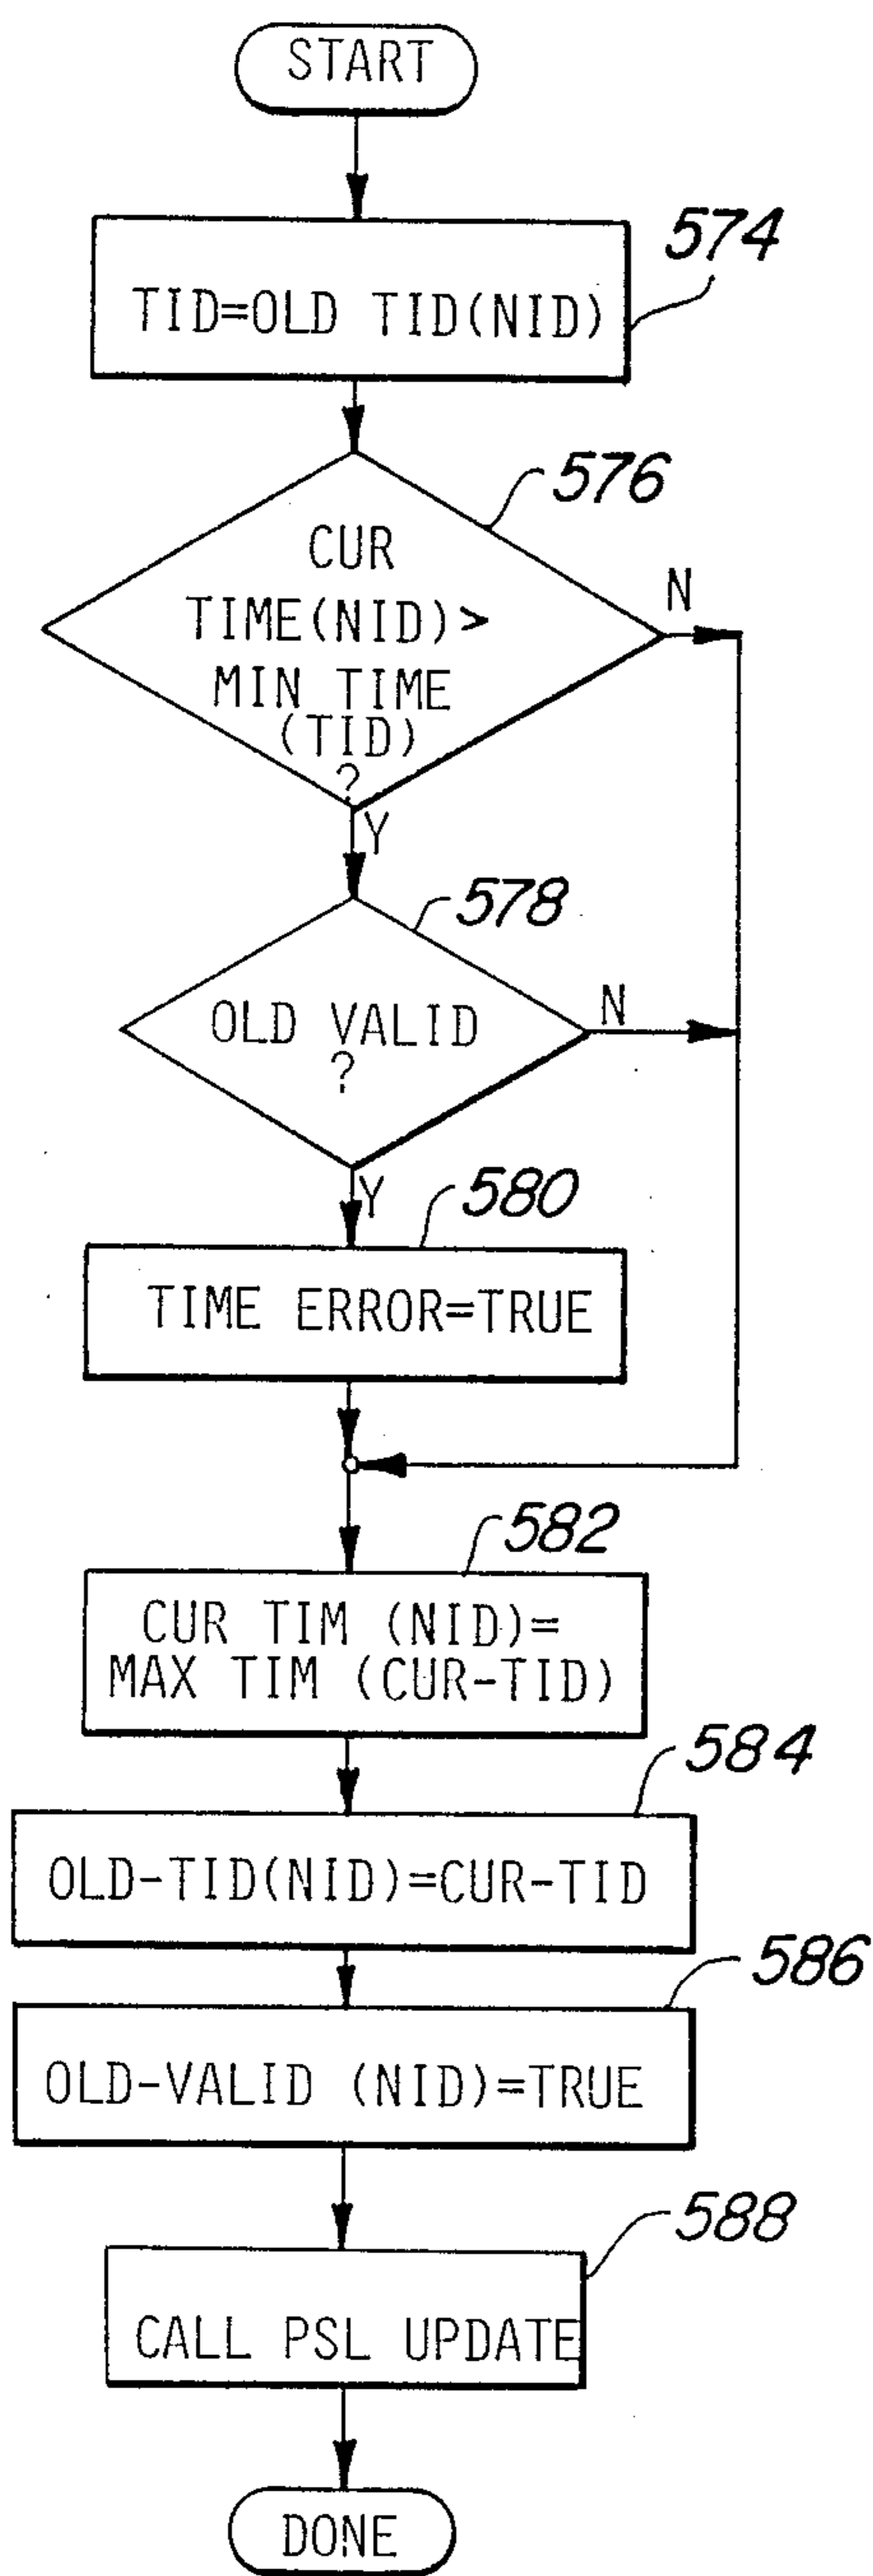 START
574
TID=OLD TID(NID)
576
CUR
TIME(NID)>
MIN TIME
(TID)
?
N
Y
578
OLD VALID
?
N
Y
580
TIME ERROR=TRUE
582
CUR TIM (NID)=
MAX TIM (CUR-TID)
584
OLD-TID(NID)=CUR-TID
586
OLD-VALID (NID)=TRUE
588
CALL PSL UPDATE
DONE